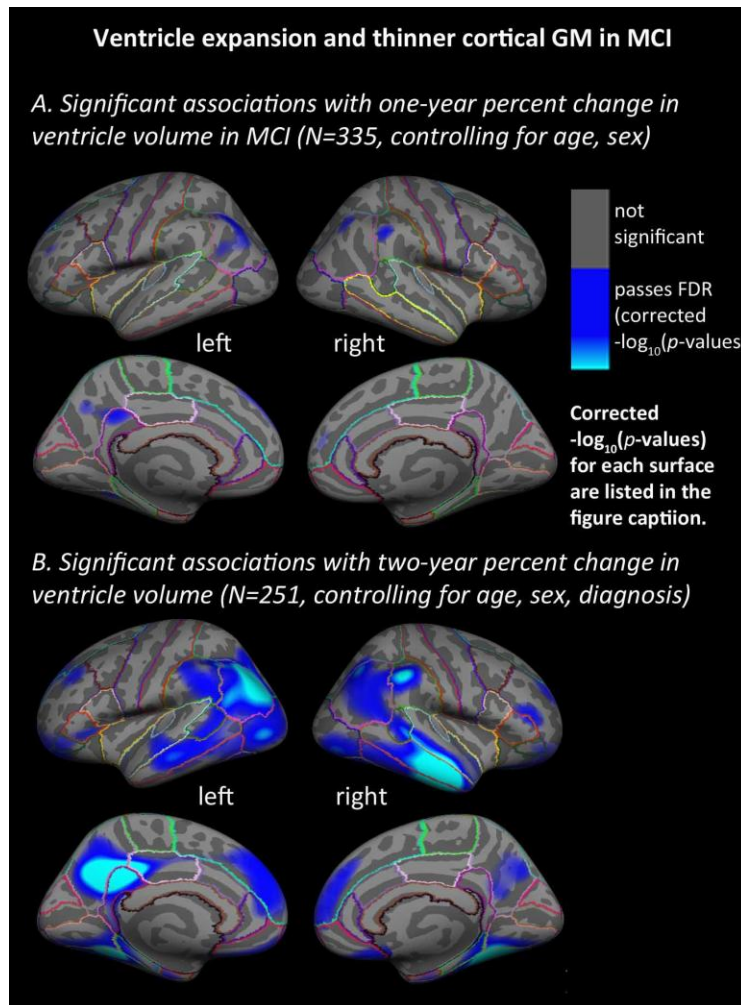 Ventricle expansion and thinner cortical GM in MCI
A. Significant associations with one-year percent change in
ventricle volume in MCI (N=335, controlling for age, sex)
not
significant
passes FDR
(corrected
-log10(p-values
left
right
Corrected
-log10(p-values)
for each surface
are listed in the
figure captiion.
B. Significant associations with two-year percent change in
ventricle volume (N=251, controlling for age, sex, diagnosis)
left
right